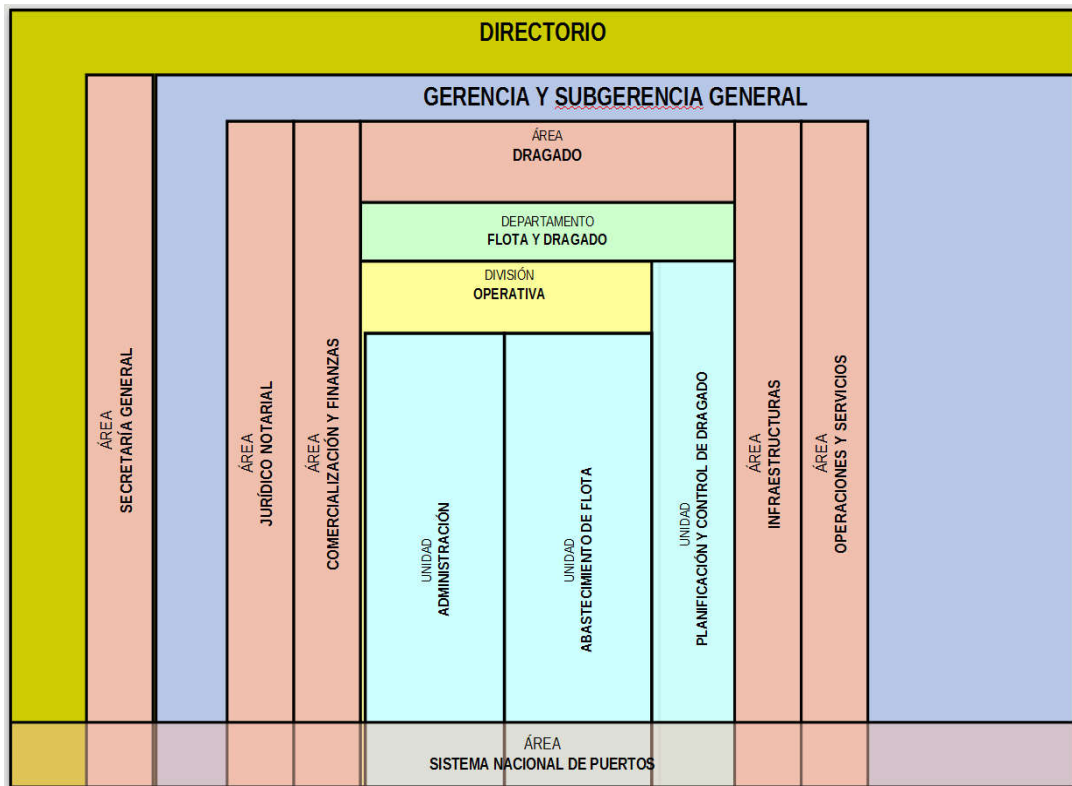 DIRECTORIO
GERENCIA Y SUBGERENCIA GENERAL
ÁREA
SECRETARÍA GENERAL
ÁREA
JURÍDICO NOTARIAL
ÁREA
COMERCIALIZACIÓN Y FINANZAS
ÁREA
DRAGADO
DEPARTAMENTO
FLOTA Y DRAGADO
DIVISIÓN
OPERATIVA
UNIDAD
ADMINISTRACIÓN
UNIDAD
ABASTECIMIENTO DE FLOTA
UNIDAD
PLANIFICACIÓN Y CONTROL DE DRAGADO
ÁREA
INFRAESTRUCTURAS
ÁREA
OPERACIONES Y SERVICIOS
ÁREA
SISTEMA NACIONAL DE PUERTOS